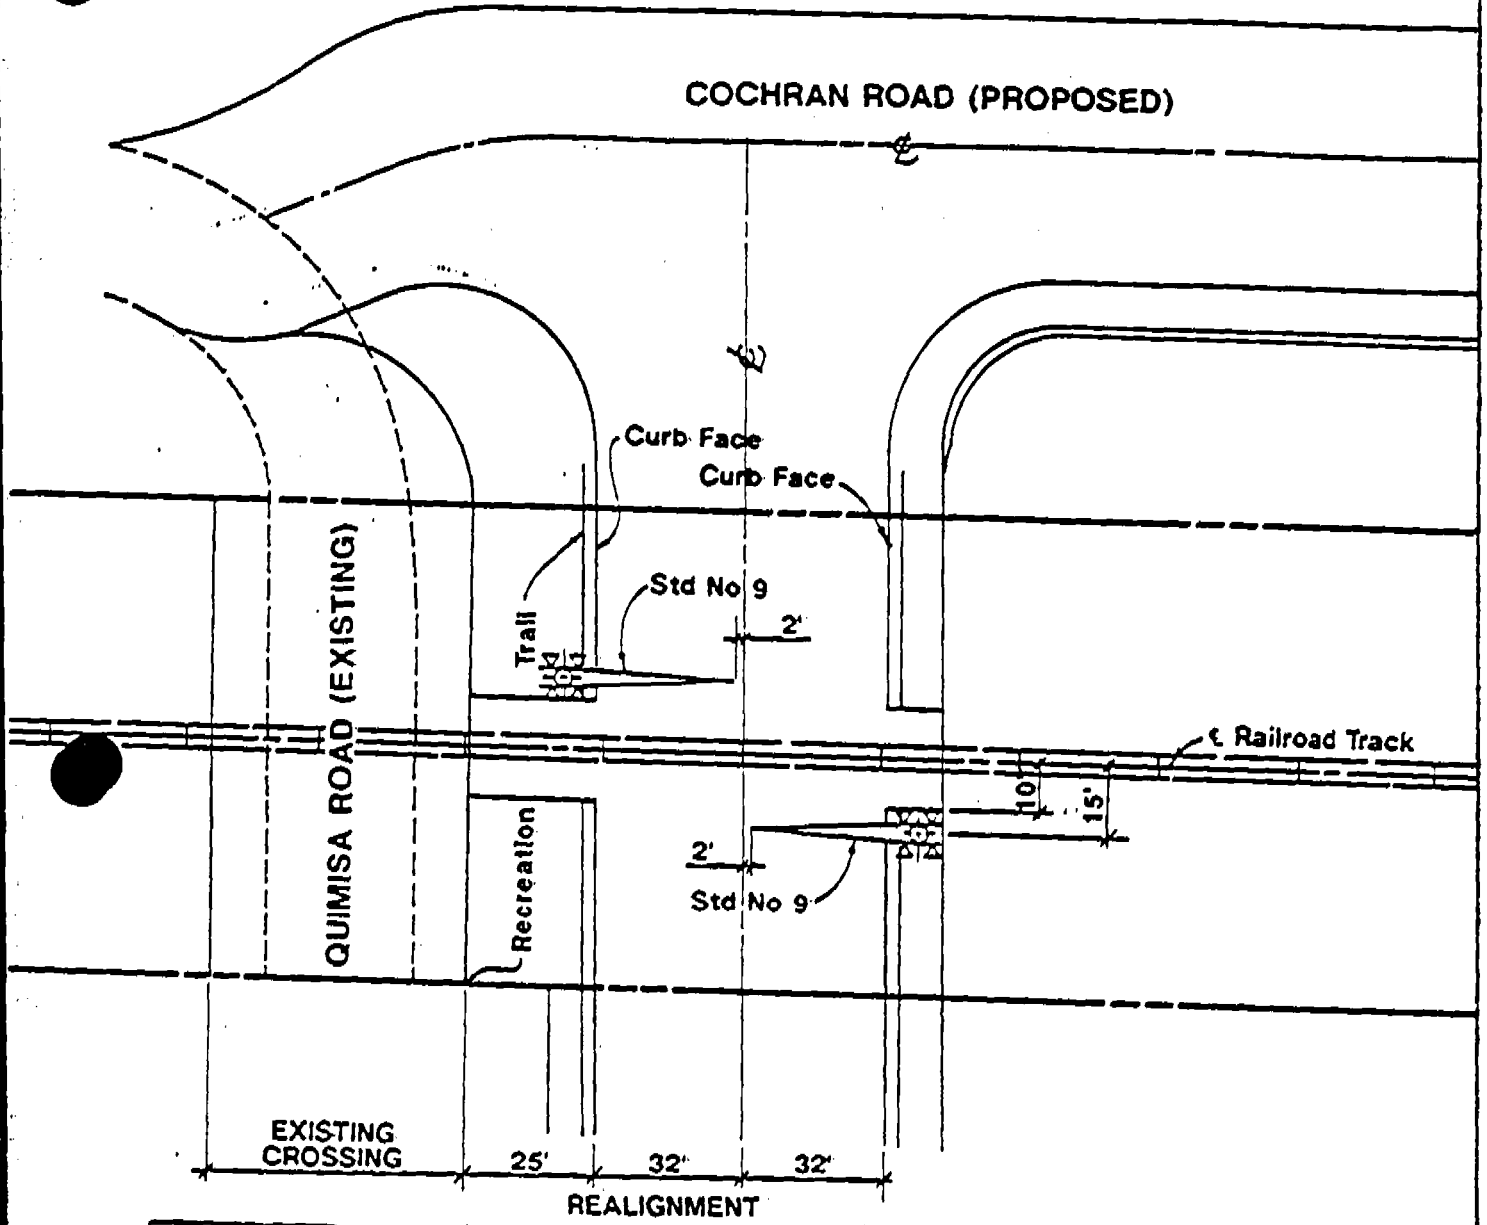 COCHRAN ROAD (PROPOSED)
℄
℄
Curb Face
Curb Face
Std No 9
2'
Trail
QUIMISA ROAD (EXISTING)
℄ Railroad Track
10'
15'
2'
Std No 9
Recreation
EXISTING
CROSSING
25'
32'
32'
REALIGNMENT